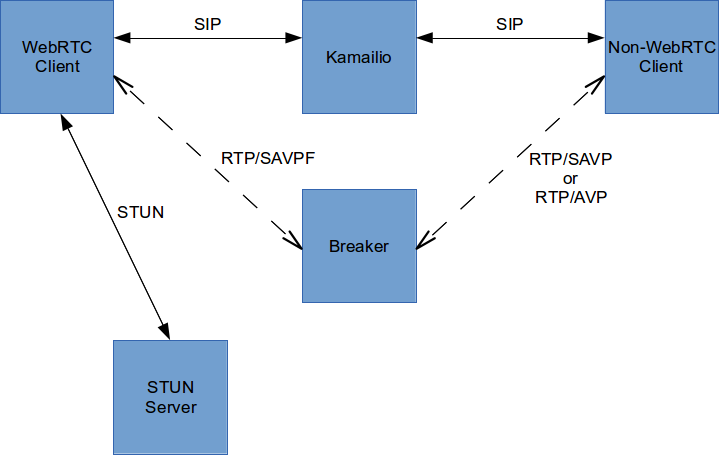 SIP
SIP
WebRTC
Client
Kamailio
Non-WebRTC
Client
RTP/SAVPF
RTP/SAVP
or
RTP/AVP
STUN
Breaker
STUN
Server